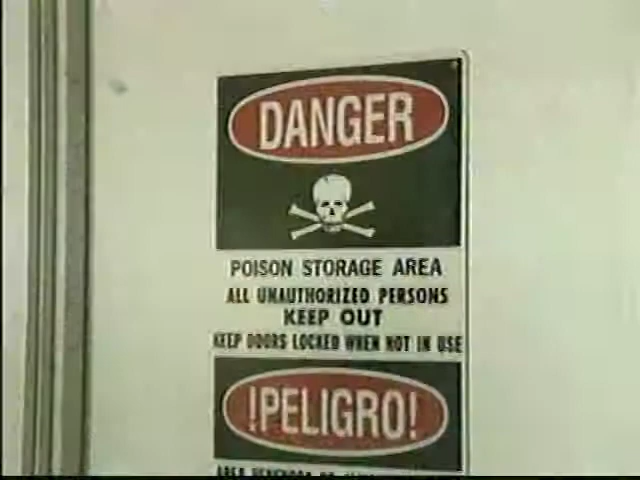 DANGER
POISON STORAGE AREA
ALL UNAUTHORIZED PERSONS
KEEP OUT
KEEP DOORS LOCKED WHEN NOT IN USE
!PELIGRO!